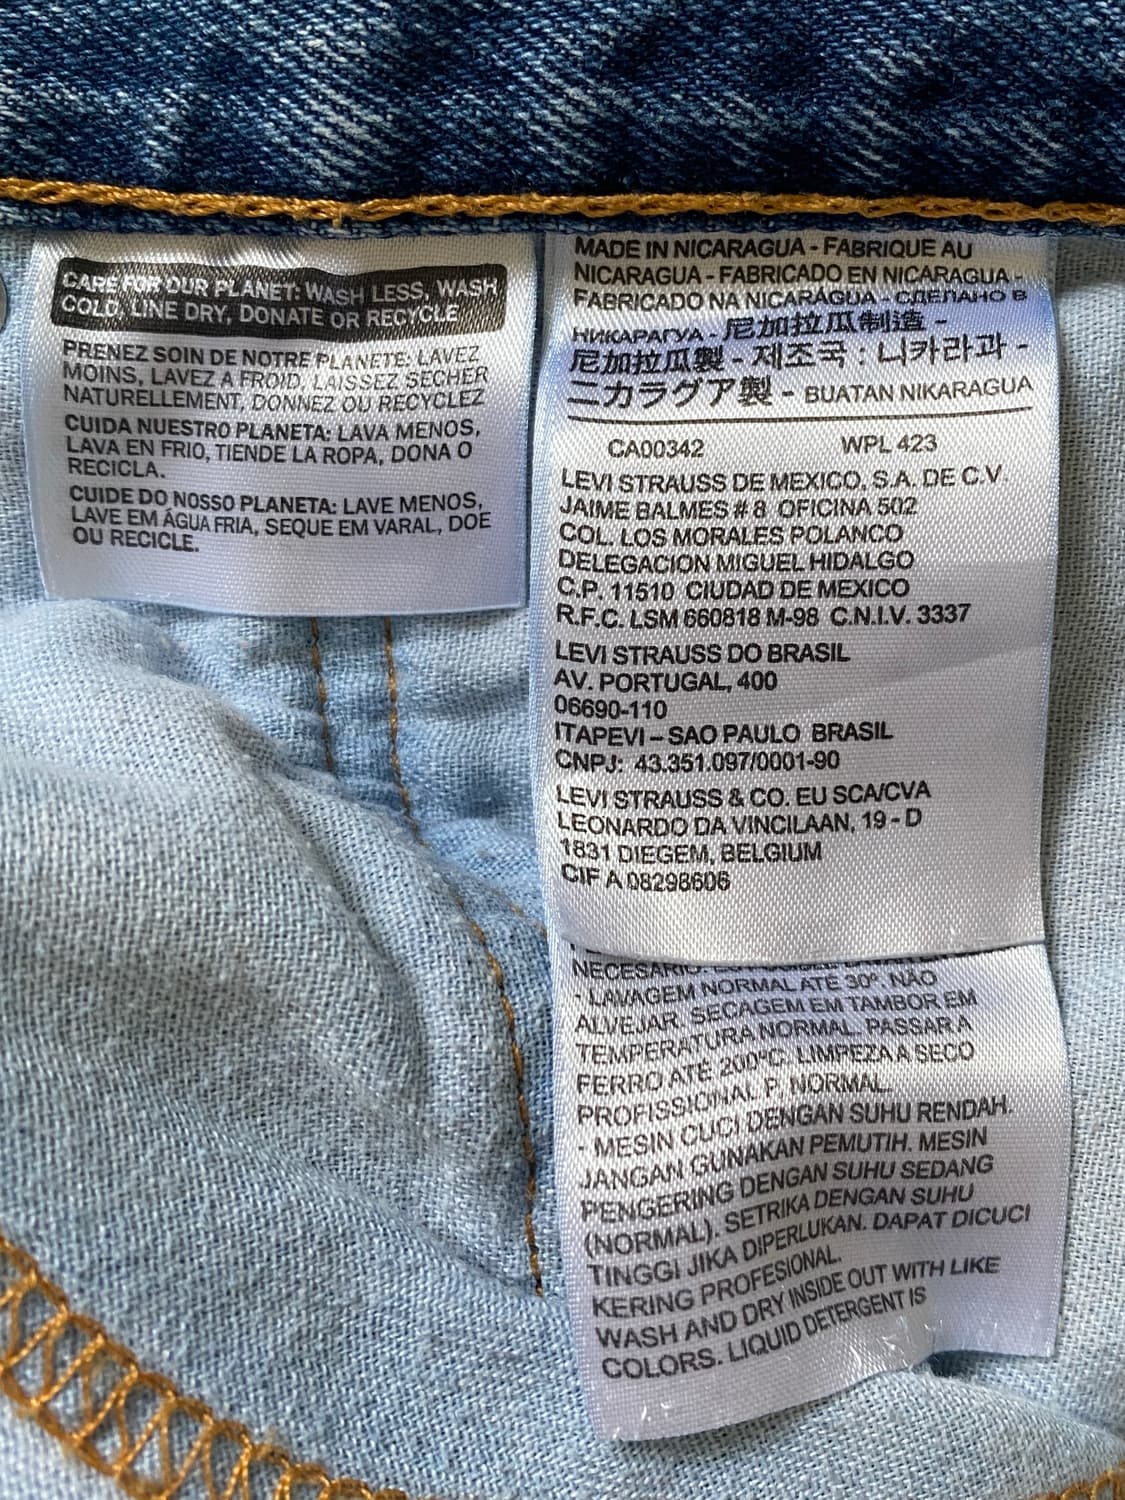 CARE FOR OUR PLANET: WASH LESS, WASH
COLD, LINE DRY, DONATE OR RECYCLE
PRENEZ SOIN DE NOTRE PLANETE: LAVEZ
MOINS, LAVEZ A FROID, LAISSEZ SECHER
NATURELLEMENT, DONNEZ OU RECYCLEZ
CUIDA NUESTRO PLANETA: LAVA MENOS,
LAVA EN FRIO, TIENDE LA ROPA, DONA O
RECICLA.
CUIDE DO NOSSO PLANETA: LAVE MENOS,
LAVE EM ÁGUA FRIA, SEQUE EM VARAL, DOE
OU RECICLE.
MADE IN NICARAGUA - FABRIQUE AU
NICARAGUA - FABRICADO EN NICARAGUA -
FABRICADO NA NICARÁGUA - СДЕЛАНО В
НИКАРАГУА - 尼加拉瓜制造 -
尼加拉瓜製 - 제조국 : 니카라과 -
ニカラグア製 - BUATAN NIKARAGUA
CA00342 WPL 423
LEVI STRAUSS DE MEXICO. S.A. DE C.V
JAIME BALMES # 8 OFICINA 502
COL. LOS MORALES POLANCO
DELEGACION MIGUEL HIDALGO
C.P. 11510 CIUDAD DE MEXICO
R.F.C. LSM 660818 M-98 C.N.I.V. 3337
LEVI STRAUSS DO BRASIL
AV. PORTUGAL, 400
06690-110
ITAPEVI – SAO PAULO BRASIL
CNPJ: 43.351.097/0001-90
LEVI STRAUSS & CO. EU SCA/CVA
LEONARDO DA VINCILAAN, 19 - D
1831 DIEGEM, BELGIUM
CIF A 08298606
NECESARIO.
- LAVAGEM NORMAL ATÉ 30º. NÃO
ALVEJAR. SECAGEM EM TAMBOR EM
TEMPERATURA NORMAL. PASSAR A
FERRO ATÉ 200ºC. LIMPEZA A SECO
PROFISSIONAL P, NORMAL.
- MESIN CUCI DENGAN SUHU RENDAH.
JANGAN GUNAKAN PEMUTIH. MESIN
PENGERING DENGAN SUHU SEDANG
(NORMAL). SETRIKA DENGAN SUHU
TINGGI JIKA DIPERLUKAN. DAPAT DICUCI
KERING PROFESIONAL.
WASH AND DRY INSIDE OUT WITH LIKE
COLORS. LIQUID DETERGENT IS